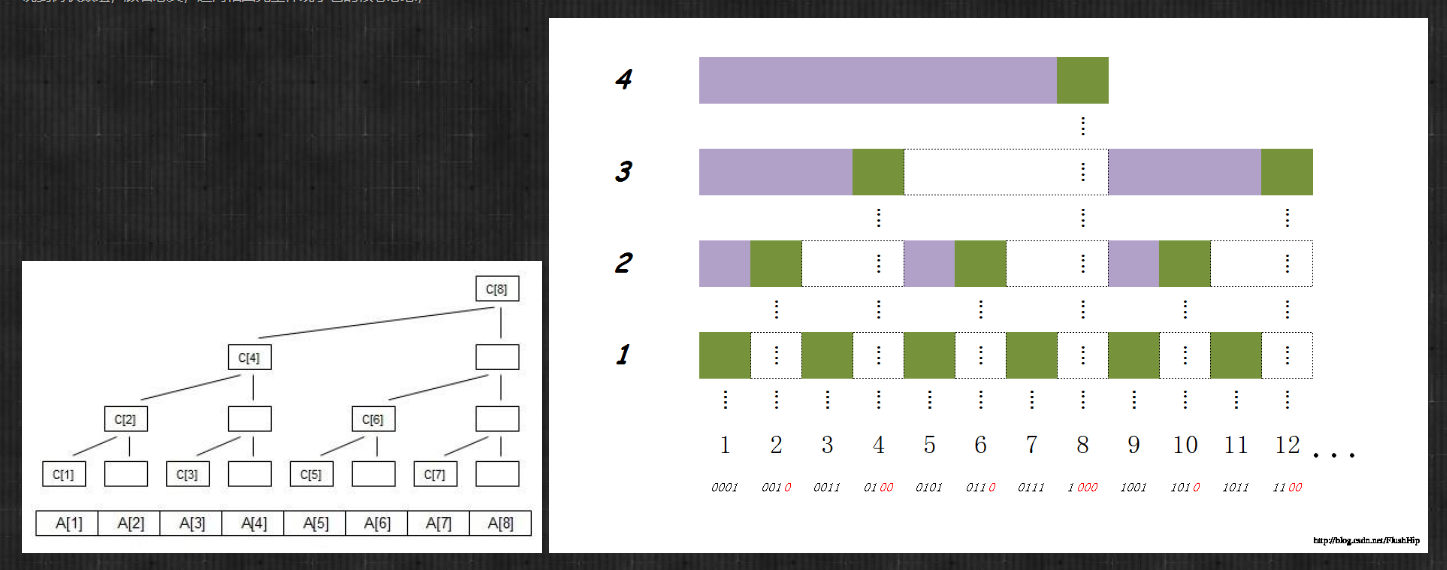 C[8]
C[4]
C[2] C[6]
C[1] C[3] C[5] C[7]
A[1] A[2] A[3] A[4] A[5] A[6] A[7] A[8]
4
3
2
1
1 2 3 4 5 6 7 8 9 10 11 12 ...
0001 0010 0011 0100 0101 0110 0111 1000 1001 1010 1011 1100
http://blog.csdn.net/FlushHip